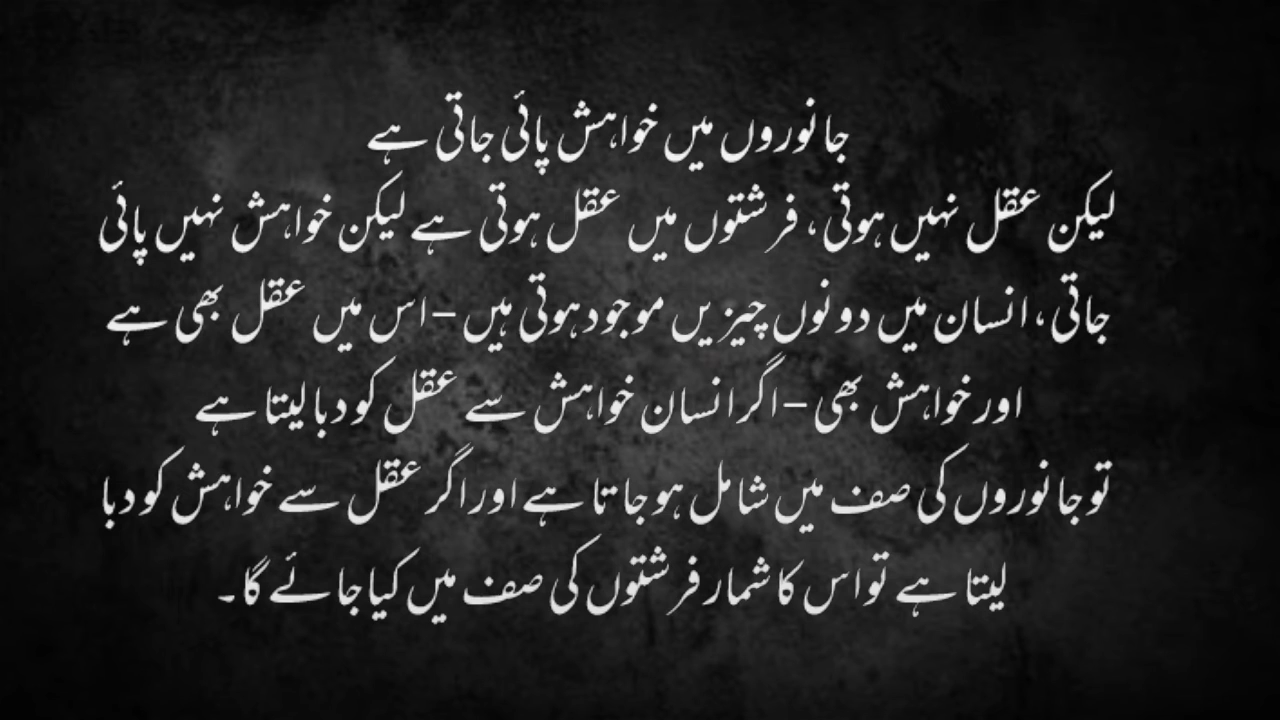 جانوروں میں خواہش پائی جاتی ہے
لیکن عقل نہیں ہوتی، فرشتوں میں عقل ہوتی ہے لیکن خواہش نہیں پائی
جاتی، انسان میں دونوں چیزیں موجود ہوتی ہیں – اس میں عقل بھی ہے
اور خواہش بھی – اگر انسان خواہش سے عقل کو دبا لیتا ہے
تو جانوروں کی صف میں شامل ہو جاتا ہے اور اگر عقل سے خواہش کو دبا
لیتا ہے تو اس کا شمار فرشتوں کی صف میں کیا جائے گا۔